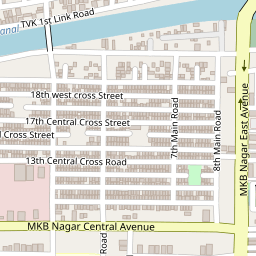 anal
TVK 1st Link Road
18th west cross Street
17th Central Cross Street
d Cross Street
13th Central Cross Road
7th Main Road
8th Main Road
MKB Nagar East Avenue
MKB Nagar Central Avenue
Road